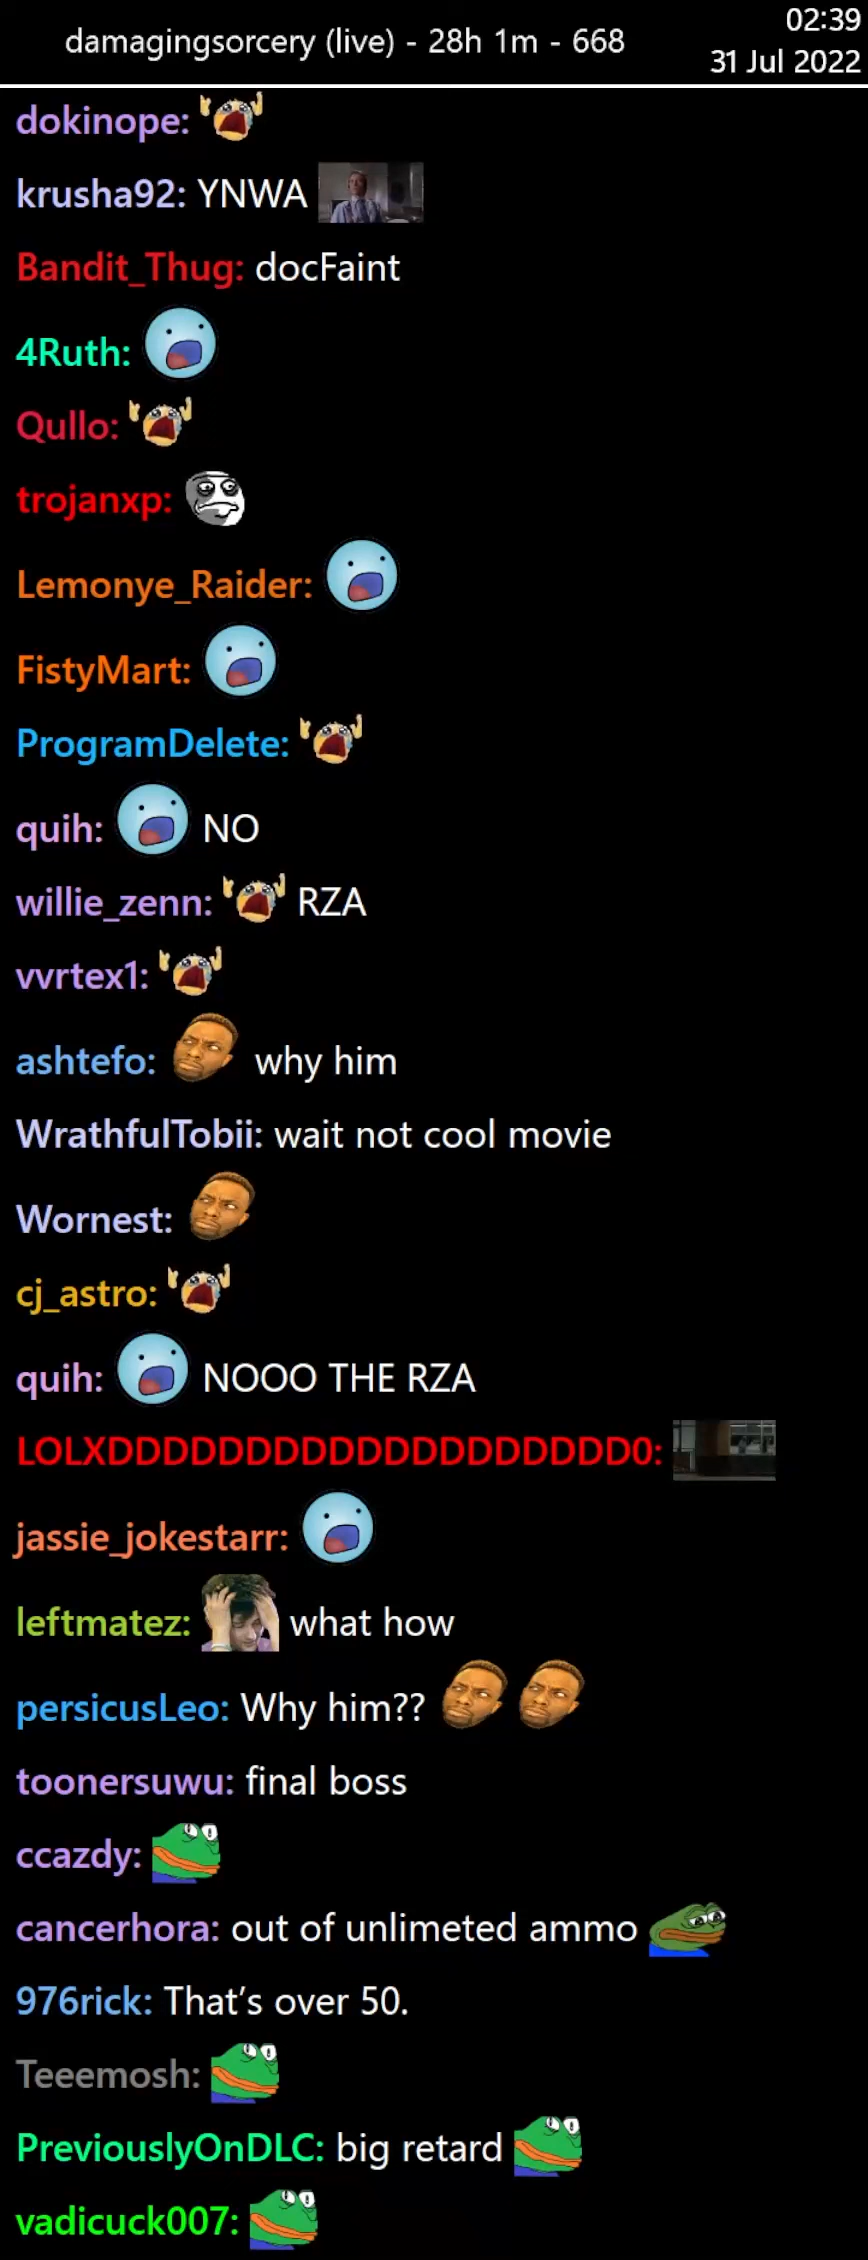 damagingsorcery (live) - 28h 1m - 668
02:39
31 Jul 2022
dokinope:
krusha92: YNWA
Bandit_Thug: docFaint
4Ruth:
Qullo:
trojanxp:
Lemonye_Raider:
FistyMart:
ProgramDelete:
quih: NO
willie_zenn: RZA
vvrtex1:
ashtefo: why him
WrathfulTobii: wait not cool movie
Wornest:
cj_astro:
quih: NOOO THE RZA
LOLXDDDDDDDDDDDDDDDDDDD0:
jassie_jokestarr:
leftmatez: what how
persicusLeo: Why him??
toonersuwu: final boss
ccazdy:
cancerhora: out of unlimeted ammo
976rick: That's over 50.
Teeemosh:
PreviouslyOnDLC: big retard
vadicuck007: